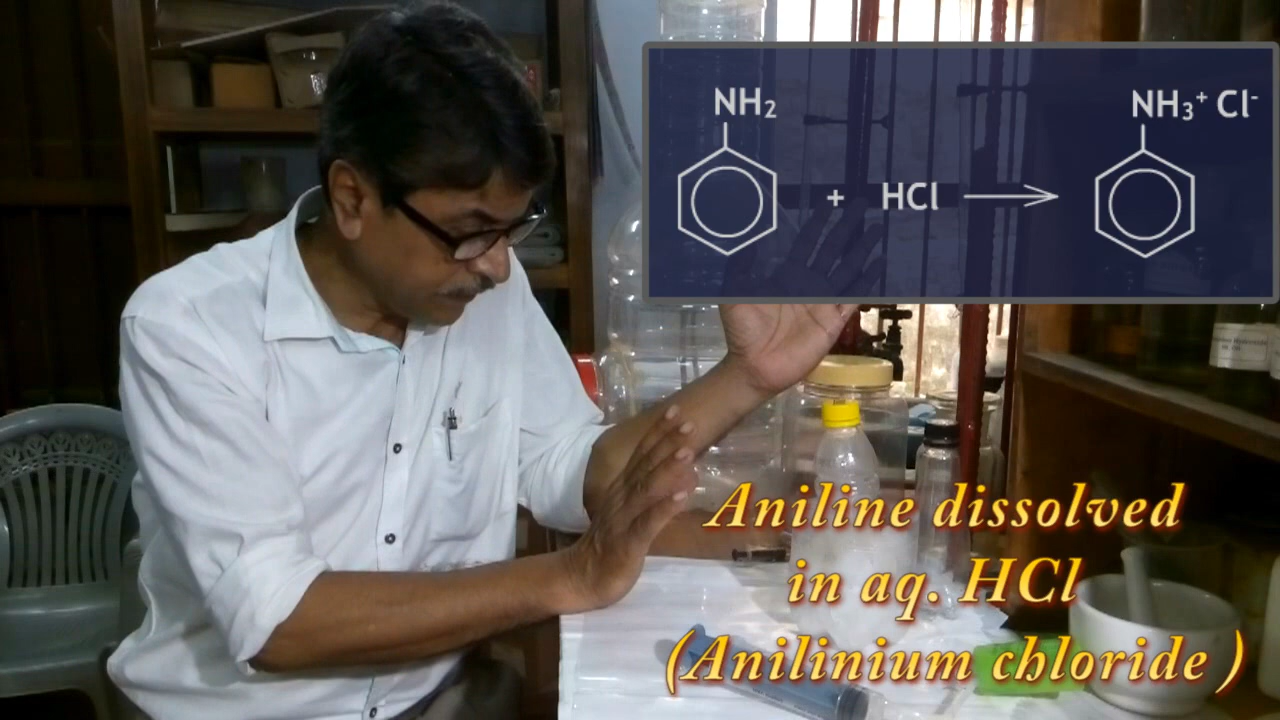 NH₂
NH₃⁺ Cl⁻
+ HCl
Aniline dissolved
in aq. HCl
(Anilinium chloride )